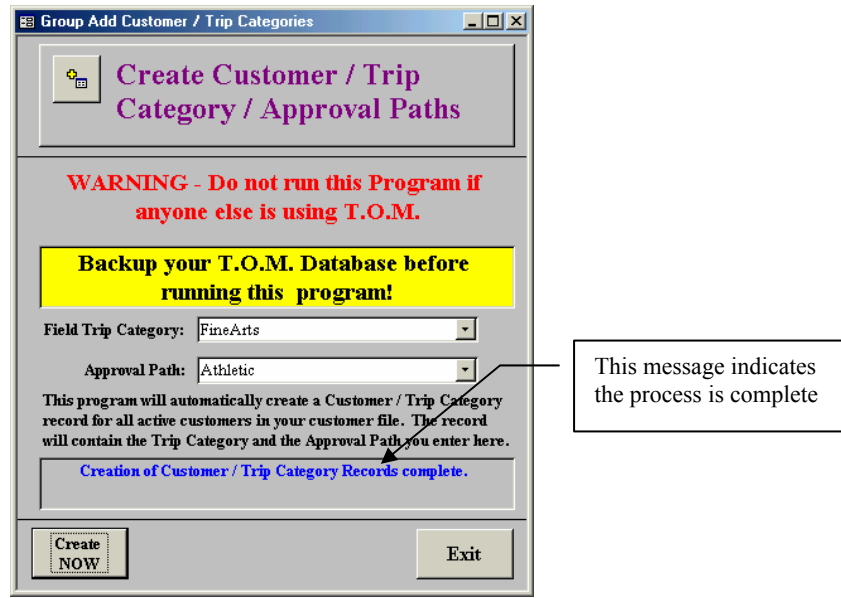 Group Add Customer / Trip Categories
Create Customer / Trip
Category / Approval Paths
WARNING - Do not run this Program if
anyone else is using T.O.M.
Backup your T.O.M. Database before
running this program!
Field Trip Category: FineArts
Approval Path: Athletic
This program will automatically create a Customer / Trip Category
record for all active customers in your customer file. The record
will contain the Trip Category and the Approval Path you enter here.
Creation of Customer / Trip Category Records complete.
Create
NOW
Exit
This message indicates
the process is complete